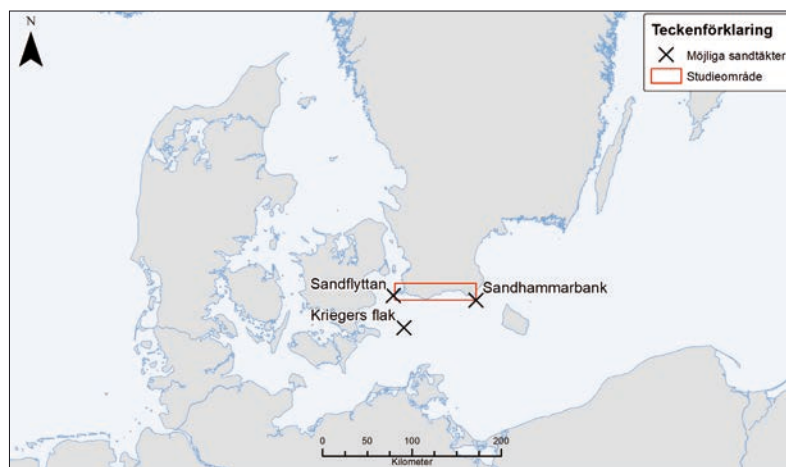 N
Teckenförklaring
Möjliga sandtäkter
Studieområde
Sandflyttan
Sandhammarbank
Kriegers flak
0 50 100 200
Kilometer